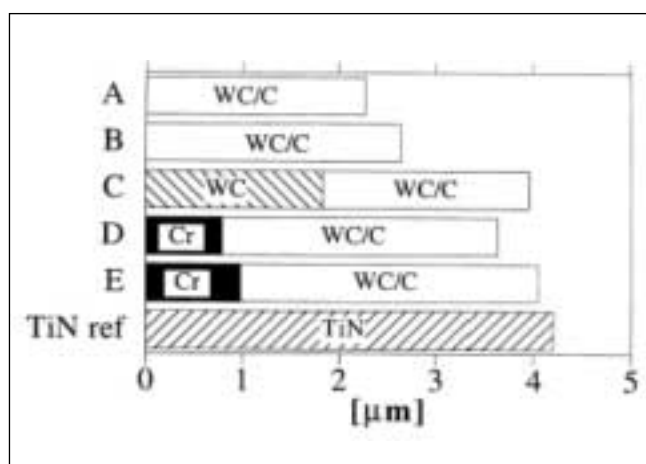 A WC/C
B WC/C
C WC WC/C
D Cr WC/C
E Cr WC/C
TiN ref TiN
0 1 2 3 4 5
[µm]